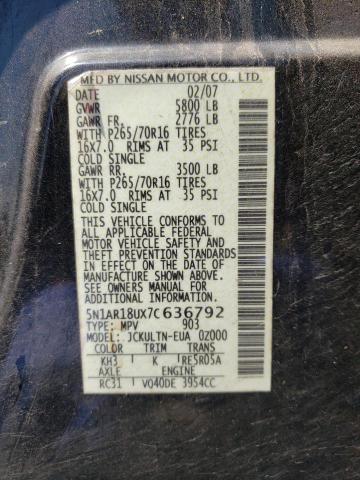 MFD BY NISSAN MOTOR CO., LTD.
DATE 02/07
GVWR 5800 LB
GAWR FR. 2776 LB
WITH P265/70R16 TIRES
16X7.0 RIMS AT 35 PSI
COLD SINGLE
GAWR RR. 3500 LB
WITH P265/70R16 TIRES
16X7.0 RIMS AT 35 PSI
COLD SINGLE
THIS VEHICLE CONFORMS TO
ALL APPLICABLE FEDERAL
MOTOR VEHICLE SAFETY AND
THEFT PREVENTION STANDARDS
IN EFFECT ON THE DATE
OF MANUFACTURE SHOWN ABOVE.
SEE OWNERS MANUAL FOR
ADDITIONAL INFORMATION
5N1AR18UX7C636792
TYPE: MPV 903
MODEL: JCKULTN-EUA 0Z000
COLOR TRIM TRANS
KH3 K RE5R05A
AXLE ENGINE
RC31 VQ40DE 3954CC